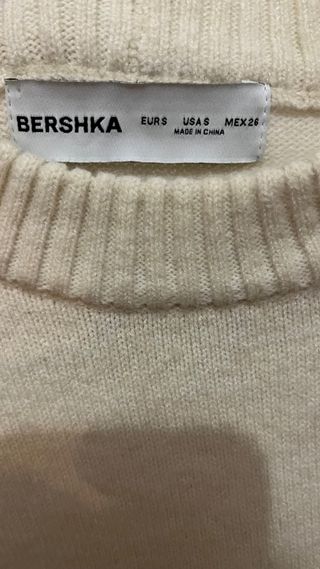 BERSHKA EUR S USA S MEX 26
MADE IN CHINA